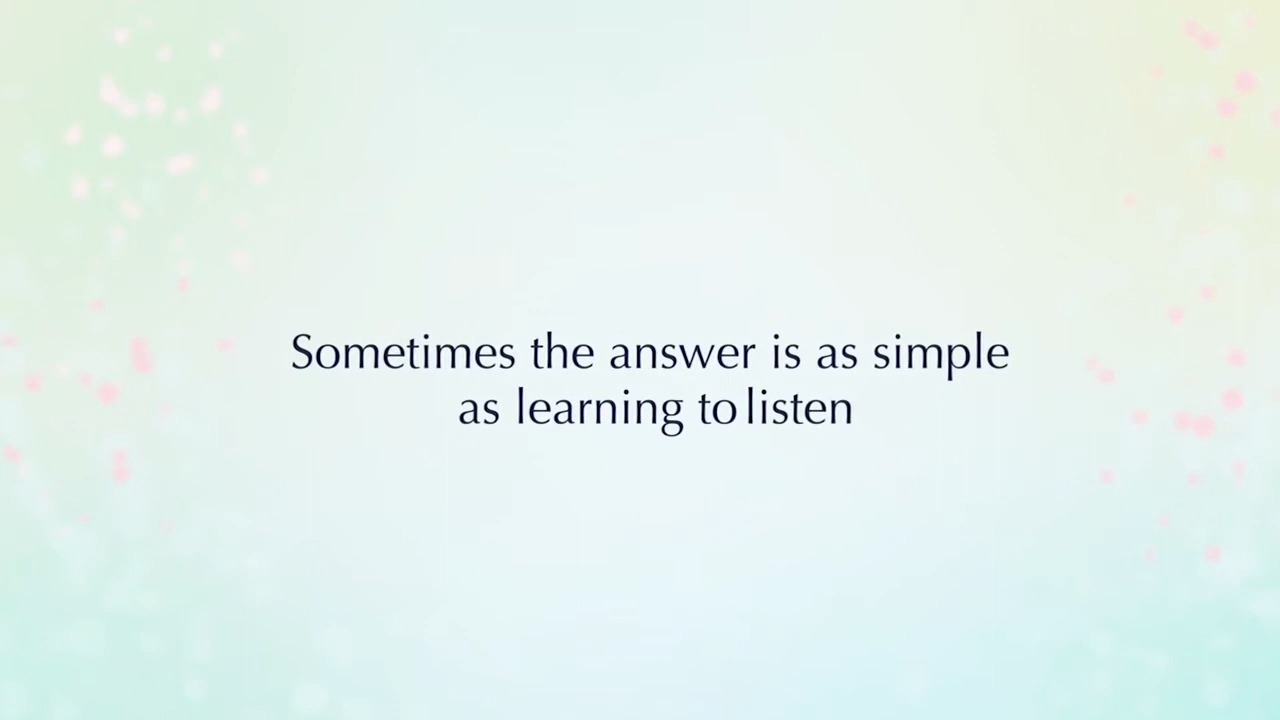 Sometimes the answer is as simple
as learning to listen